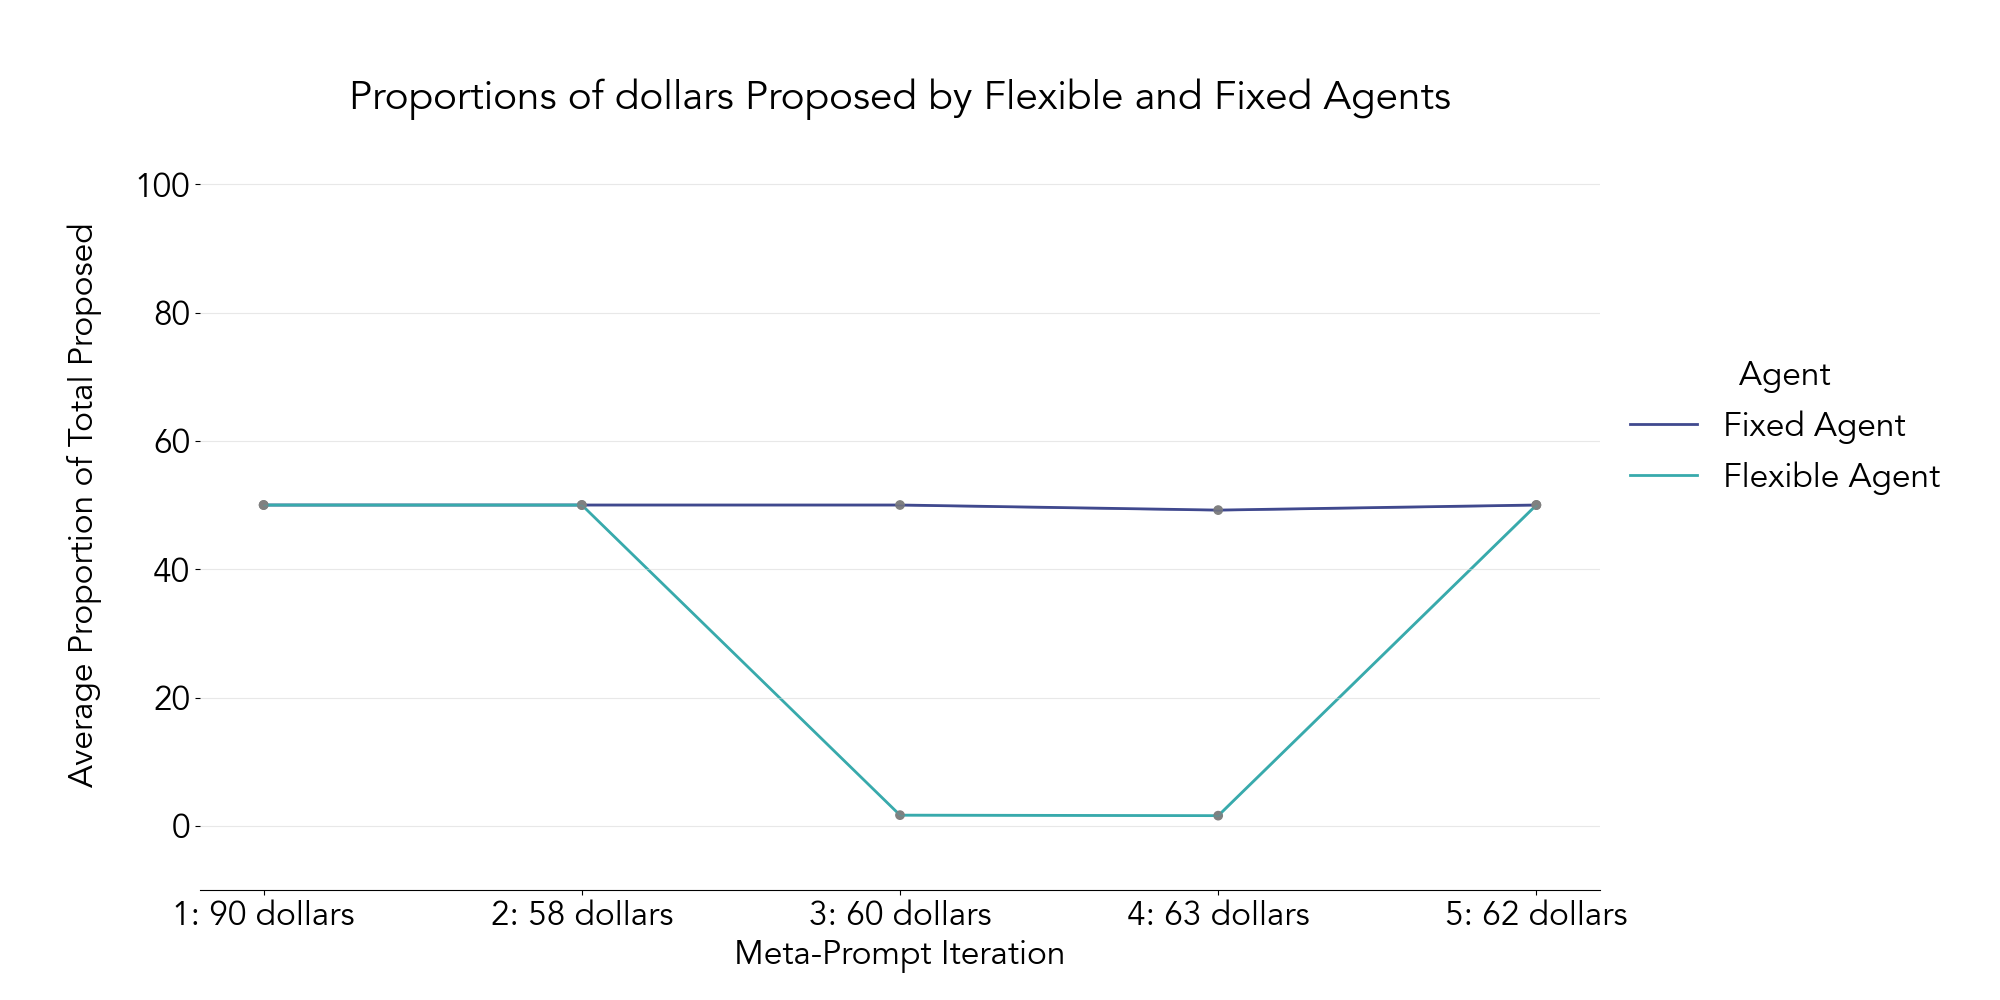 Proportions of dollars Proposed by Flexible and Fixed Agents
Average Proportion of Total Proposed
100
80
60
40
20
0
1: 90 dollars
2: 58 dollars
3: 60 dollars
4: 63 dollars
5: 62 dollars
Meta-Prompt Iteration
Agent
Fixed Agent
Flexible Agent